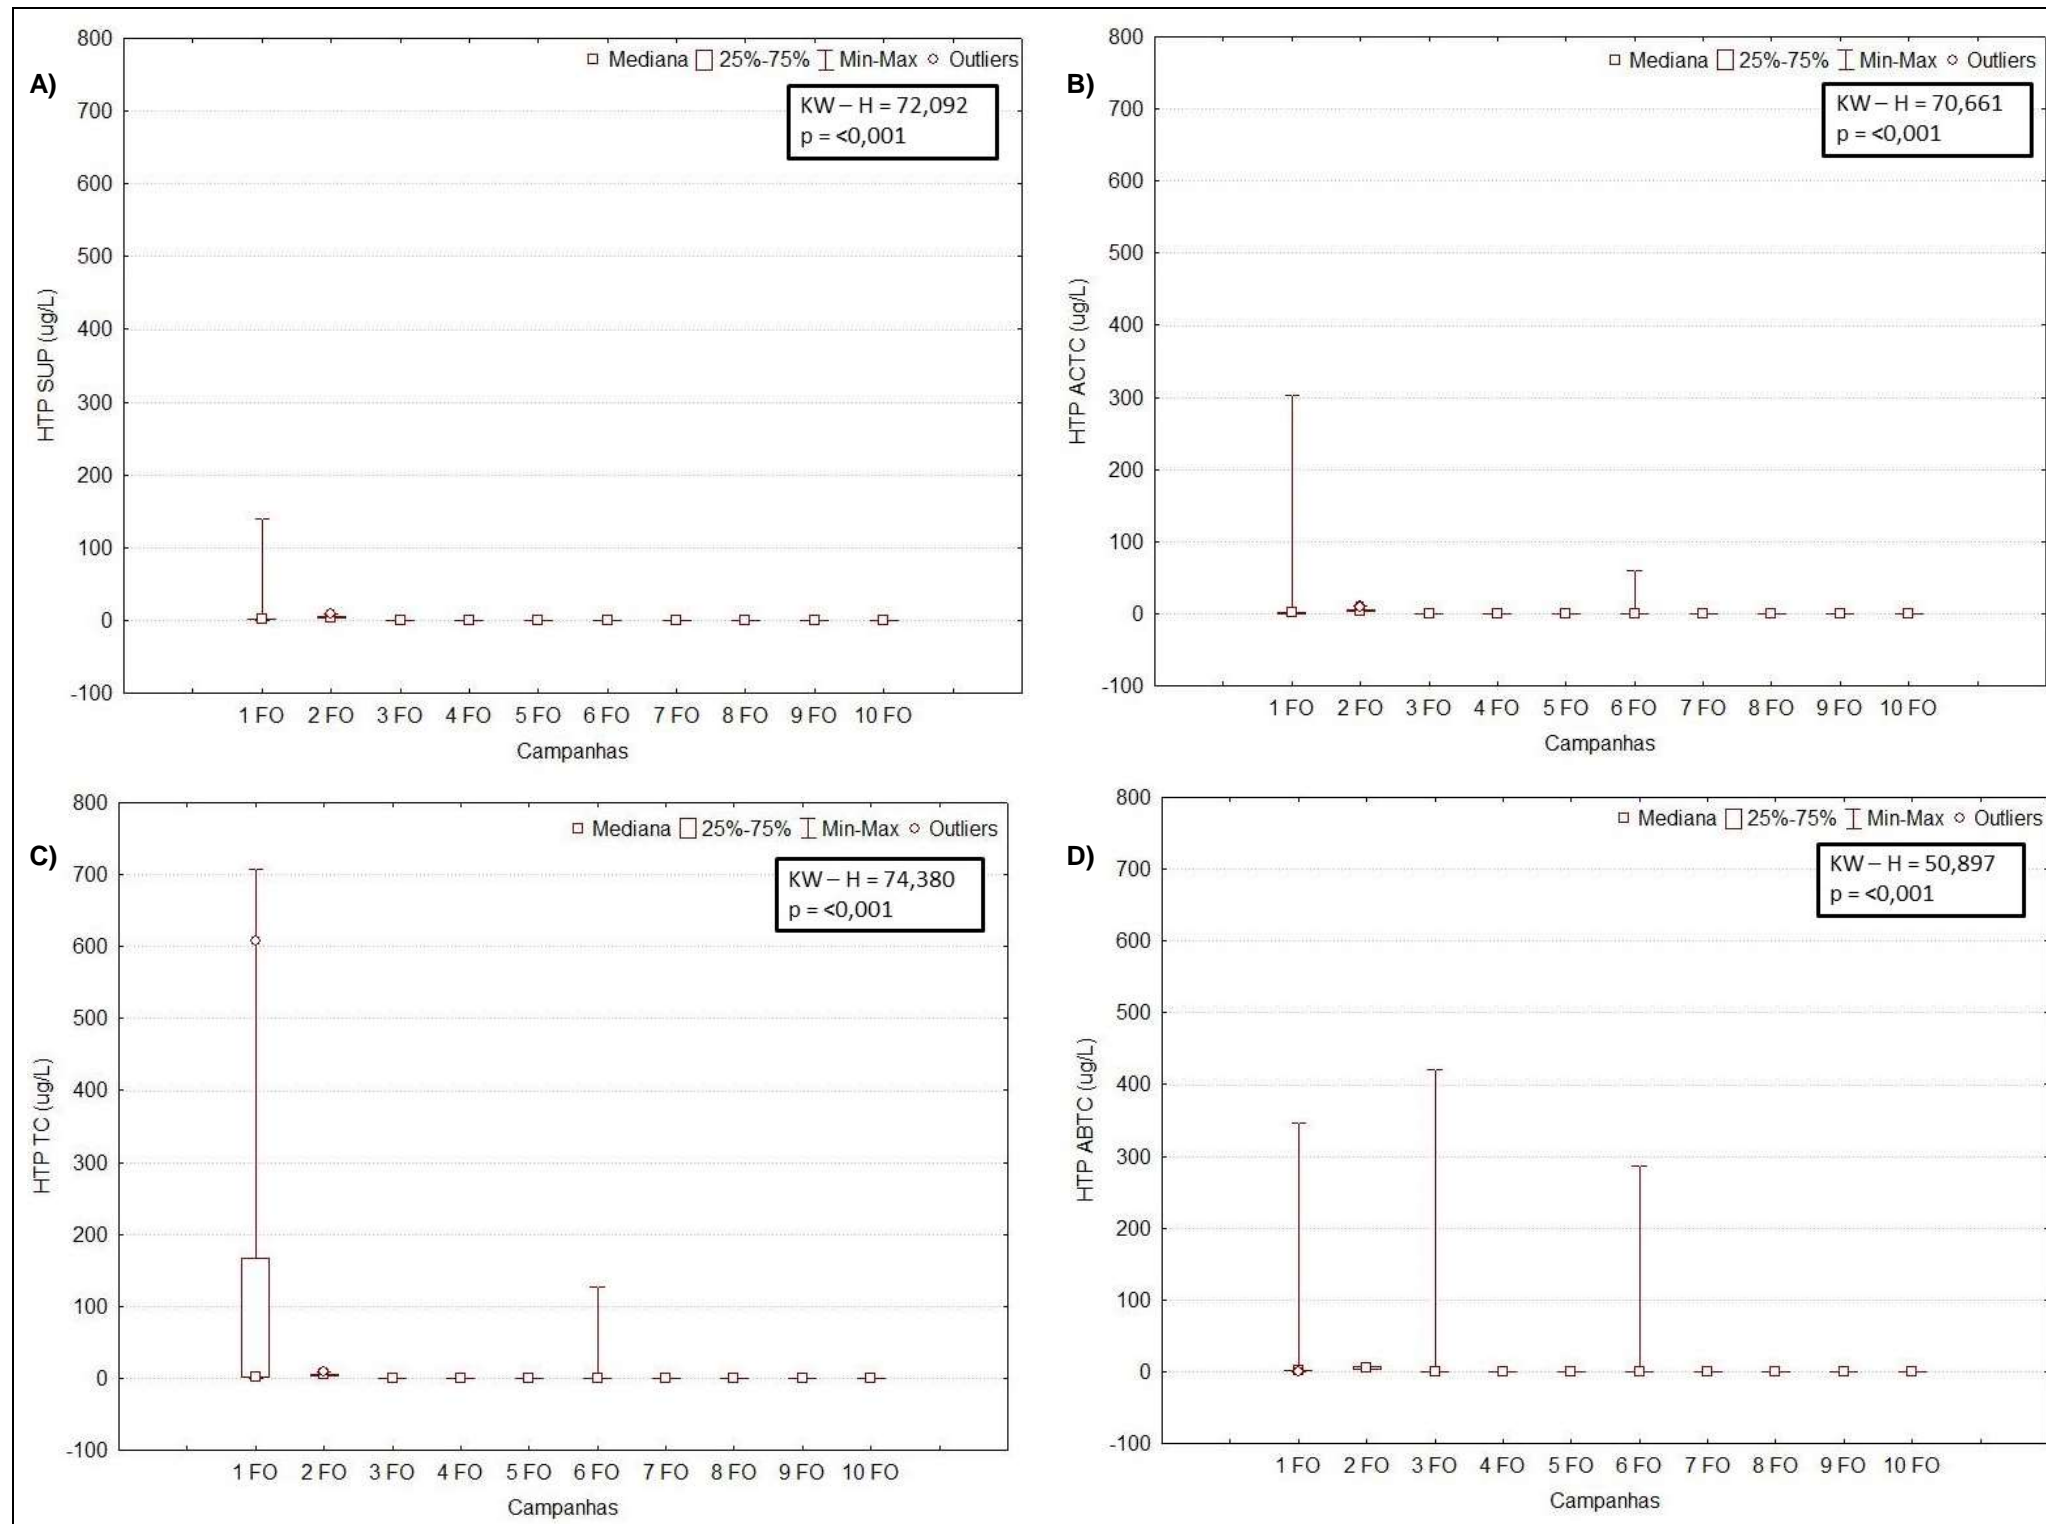 A)
800
700
600
500
400
300
200
100
0
-100
HTP SUP (ug/L)
Mediana 25%-75% Min-Max Outliers
KW – H = 72,092
p = <0,001
1 FO 2 FO 3 FO 4 FO 5 FO 6 FO 7 FO 8 FO 9 FO 10 FO
Campanhas
B)
800
700
600
500
400
300
200
100
0
-100
HTP ACTC (ug/L)
Mediana 25%-75% Min-Max Outliers
KW – H = 70,661
p = <0,001
1 FO 2 FO 3 FO 4 FO 5 FO 6 FO 7 FO 8 FO 9 FO 10 FO
Campanhas
C)
800
700
600
500
400
300
200
100
0
-100
HTP TC (ug/L)
Mediana 25%-75% Min-Max Outliers
KW – H = 74,380
p = <0,001
1 FO 2 FO 3 FO 4 FO 5 FO 6 FO 7 FO 8 FO 9 FO 10 FO
Campanhas
D)
800
700
600
500
400
300
200
100
0
-100
HTP ABTC (ug/L)
Mediana 25%-75% Min-Max Outliers
KW – H = 50,897
p = <0,001
1 FO 2 FO 3 FO 4 FO 5 FO 6 FO 7 FO 8 FO 9 FO 10 FO
Campanhas